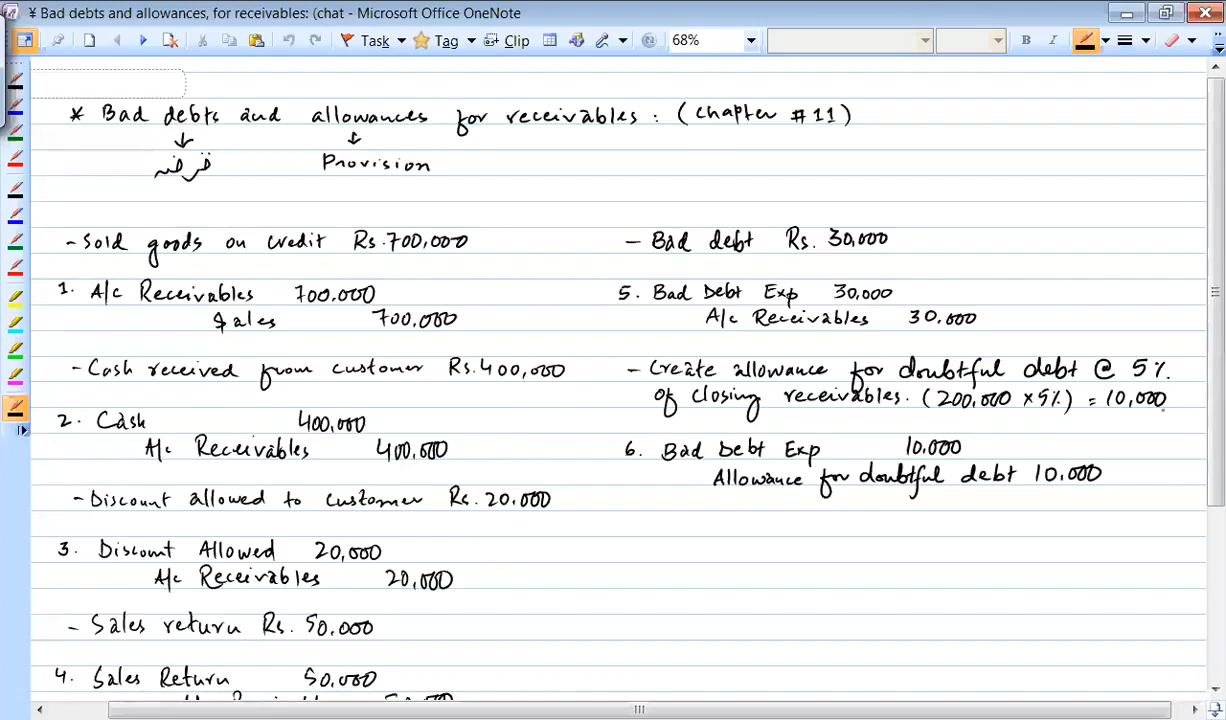 ¥ Bad debts and allowances, for receivables: (chat - Microsoft Office OneNote
Task Tag Clip 68% B I
* Bad debts and allowances for receivables : (Chapter #11)
Provision
- Sold goods on credit Rs.700,000
1. A/c Receivables 700.000
Sales 700,000
- Cash received from customer Rs.400,000
2. Cash 400,000
A/c Receivables 400,000
- Discount allowed to customer Rs. 20.000
3. Discount Allowed 20,000
A/c Receivables 20,000
- Sales return Rs. 50.000
4. Sales Return 50,000
- Bad debt Rs. 30,000
5. Bad Debt Exp 30.000
A/c Receivables 30.000
- Create allowance for doubtful debt @ 5%
of closing receivables. (200,000 x 5%) = 10,000
6. Bad Debt Exp 10.000
Allowance for doubtful debt 10.000